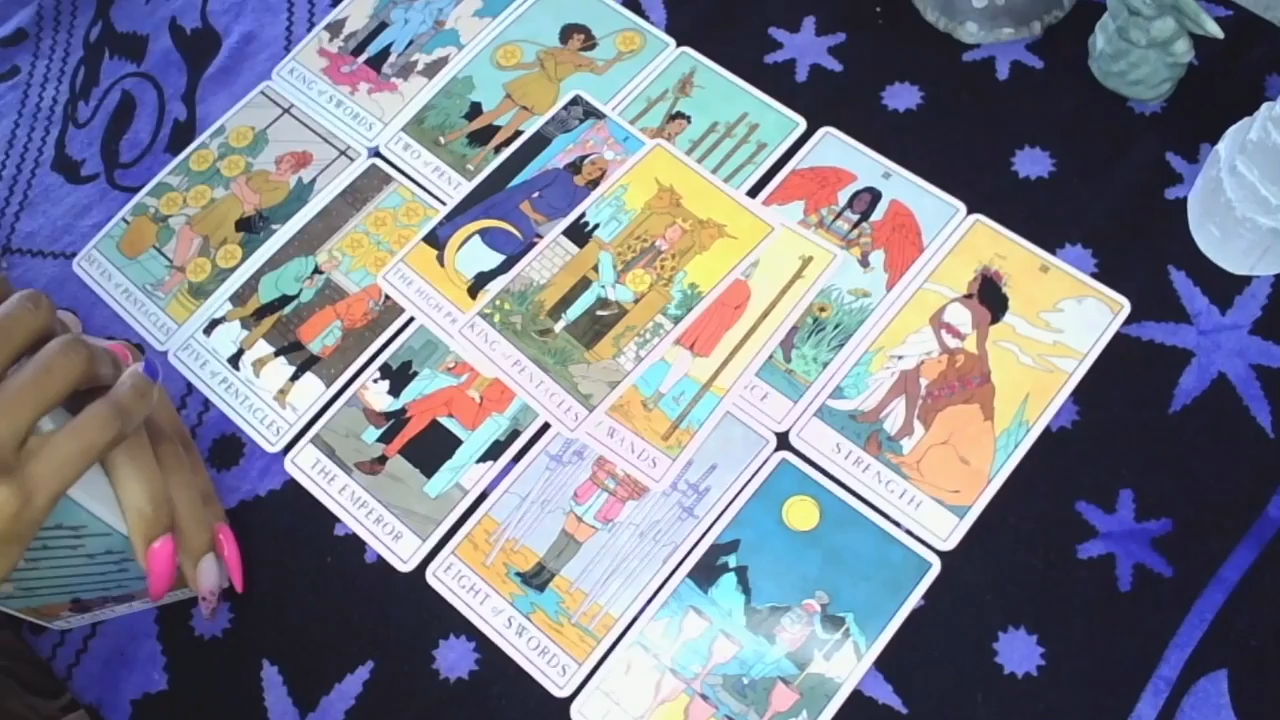 KING of SWORDS
TWO of PENT
SEVEN of PENTACLES
FIVE of PENTACLES
THE HIGH PR
KING of PENTACLES
WANDS
ICE
STRENGTH
THE EMPEROR
EIGHT of SWORDS